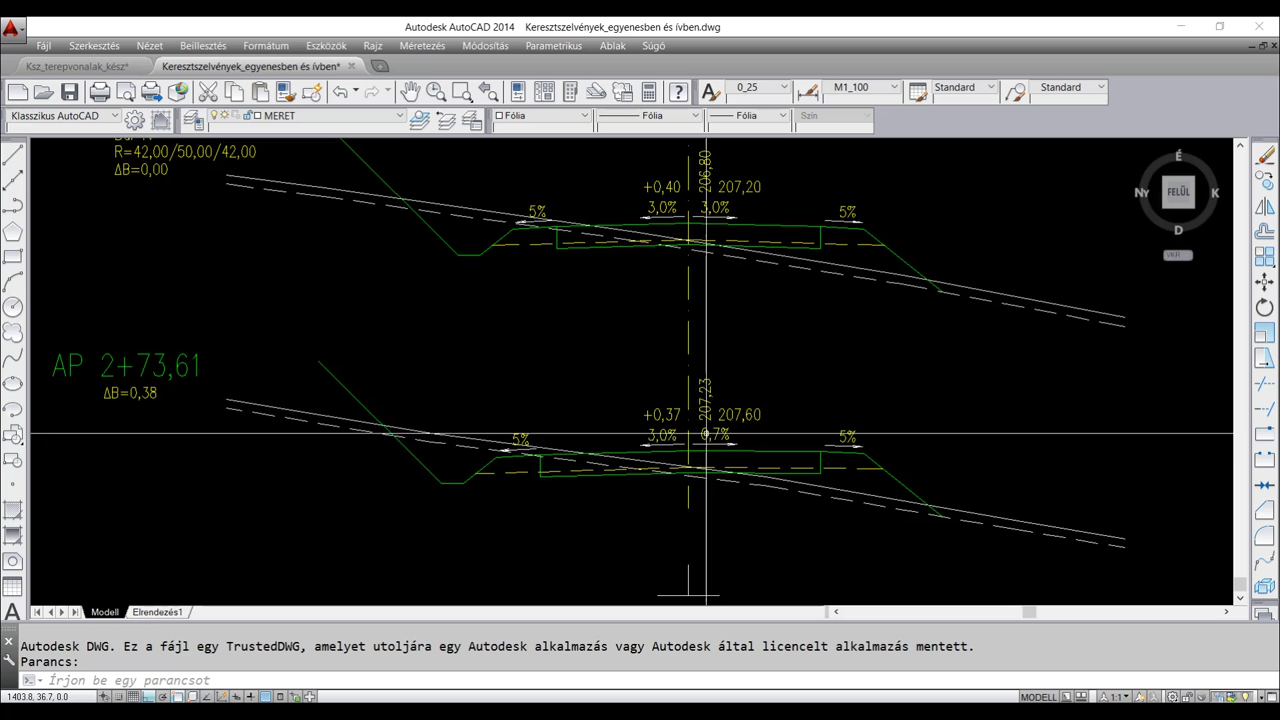 Autodesk AutoCAD 2014 Keresztszelvények_egyenesben és ívben.dwg
Fájl Szerkesztés Nézet Beillesztés Formátum Eszközök Rajz Méretezés Módosítás Parametrikus Ablak Súgó
Ksz_terepvonalak_kész* Keresztszelvények_egyenesben és ívben*
0_25 M1_100 Standard Standard
Klasszikus AutoCAD MERET Fólia Fólia Fólia Szín
R=42,00/50,00/42,00
ΔB=0,00
206,80
+0,40 207,20
5% 3,0% 3,0% 5%
É
NY FELÜL K
D
VKR
AP 2+73,61
ΔB=0,38
207,23
+0,37 207,60
5% 3,0% 0,7% 5%
Modell Elrendezés1
Autodesk DWG. Ez a fájl egy TrustedDWG, amelyet utoljára egy Autodesk alkalmazás vagy Autodesk által licencelt alkalmazás mentett.
Parancs:
Írjon be egy parancsot
1403.8, 36.7, 0.0 MODELL 1:1